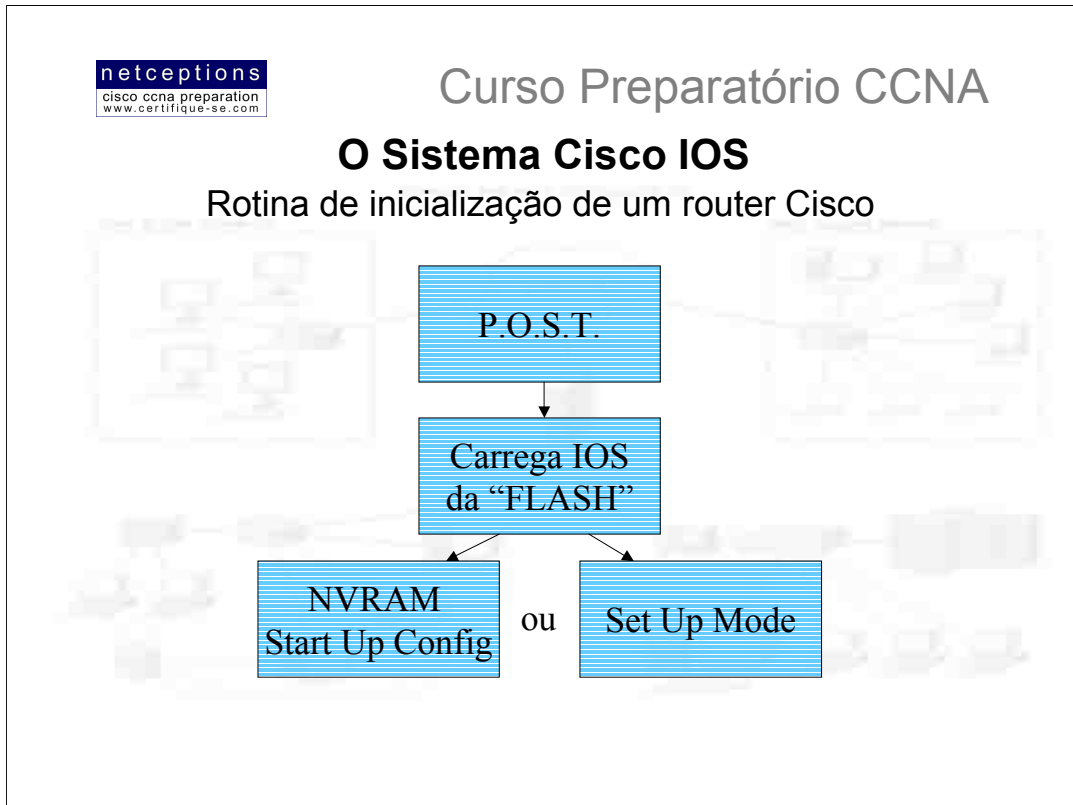 netceptions
cisco ccna preparation
www.certifique-se.com
Curso Preparatório CCNA
O Sistema Cisco IOS
Rotina de inicialização de um router Cisco
P.O.S.T.
Carrega IOS
da “FLASH”
NVRAM
Start Up Config
ou
Set Up Mode